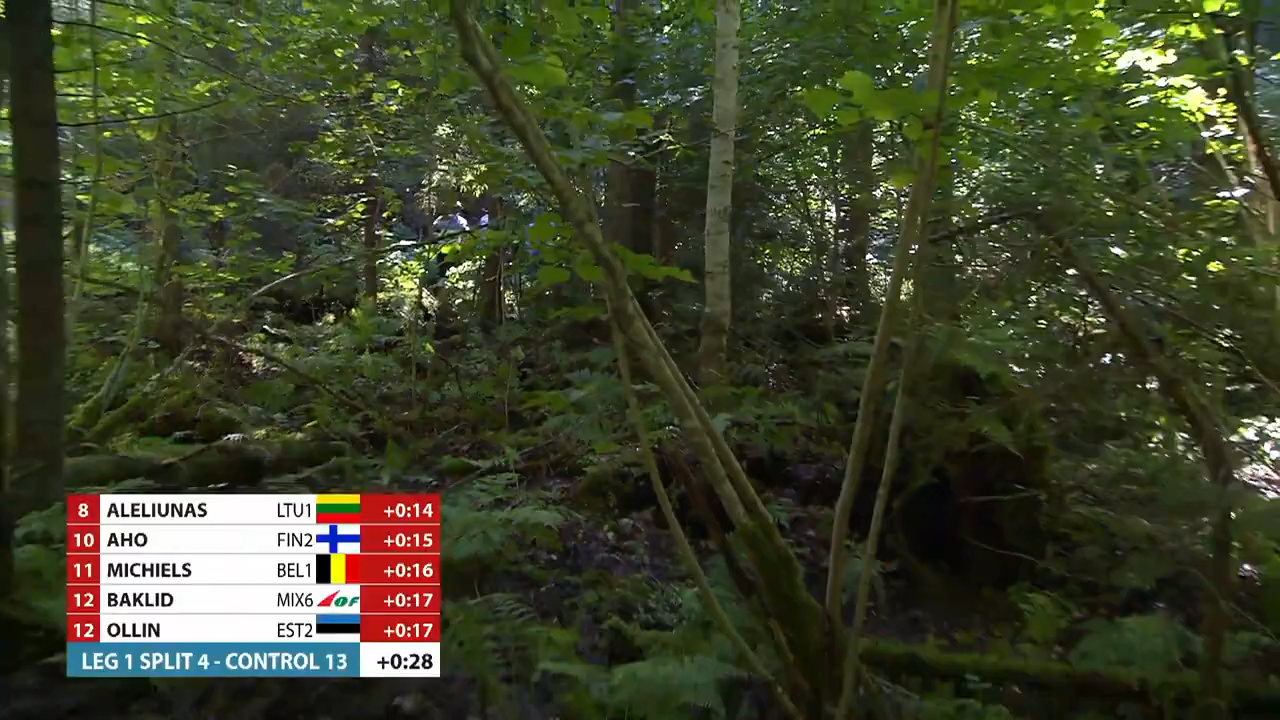 8 ALELIUNAS LTU1 +0:14
10 AHO FIN2 +0:15
11 MICHIELS BEL1 +0:16
12 BAKLID MIX6 IOF +0:17
12 OLLIN EST2 +0:17
LEG 1 SPLIT 4 - CONTROL 13 +0:28